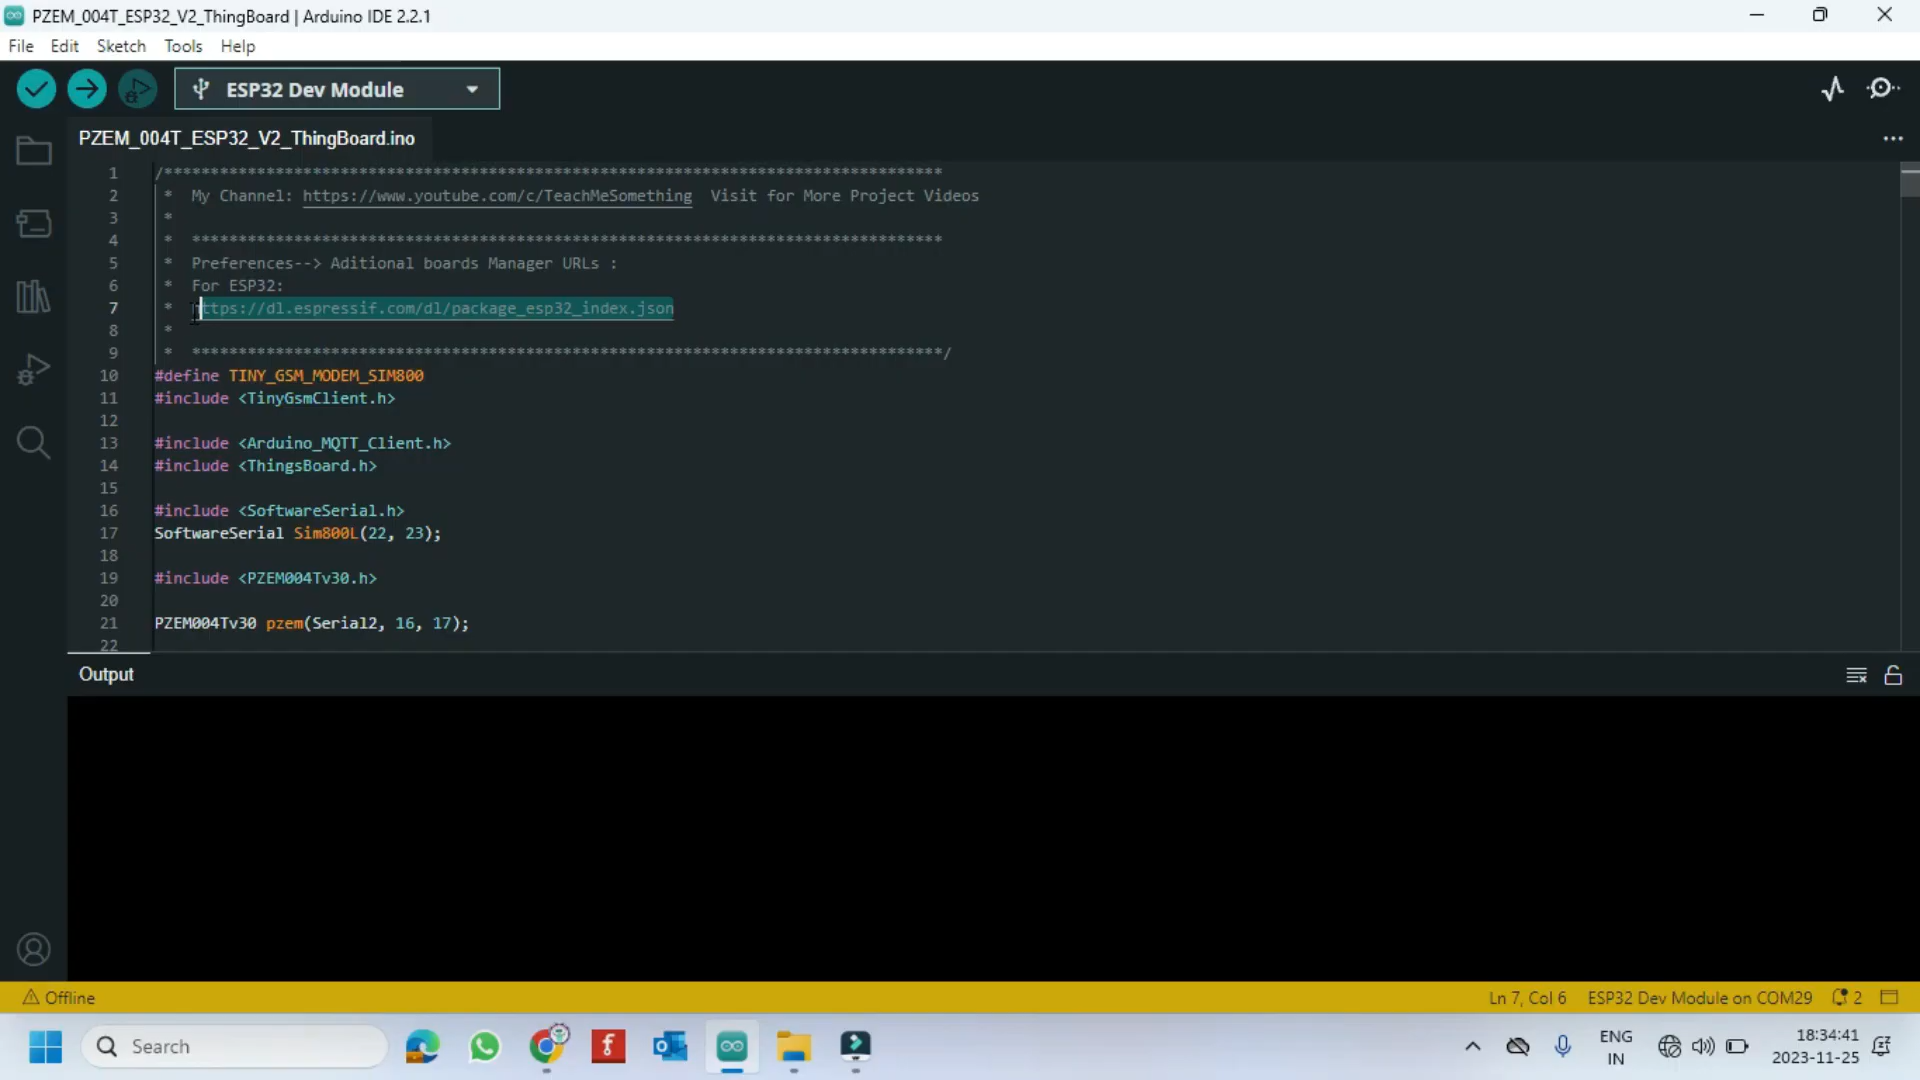 PZEM_004T_ESP32_V2_ThingBoard | Arduino IDE 2.2.1
File Edit Sketch Tools Help
ESP32 Dev Module
PZEM_004T_ESP32_V2_ThingBoard.ino
1 /************************************************************************************
2 * My Channel: https://www.youtube.com/c/TeachMeSomething Visit for More Project Videos
3 *
4 * *********************************************************************************
5 * Preferences--> Aditional boards Manager URLs :
6 * For ESP32:
7 * https://dl.espressif.com/dl/package_esp32_index.json
8 *
9 * *********************************************************************************/
10 #define TINY_GSM_MODEM_SIM800
11 #include <TinyGsmClient.h>
12
13 #include <Arduino_MQTT_Client.h>
14 #include <ThingsBoard.h>
15
16 #include <SoftwareSerial.h>
17 SoftwareSerial Sim800L(22, 23);
18
19 #include <PZEM004Tv30.h>
20
21 PZEM004Tv30 pzem(Serial2, 16, 17);
22
Output
Offline
Ln 7, Col 6 ESP32 Dev Module on COM29 2
Search
ENG
IN
18:34:41
2023-11-25